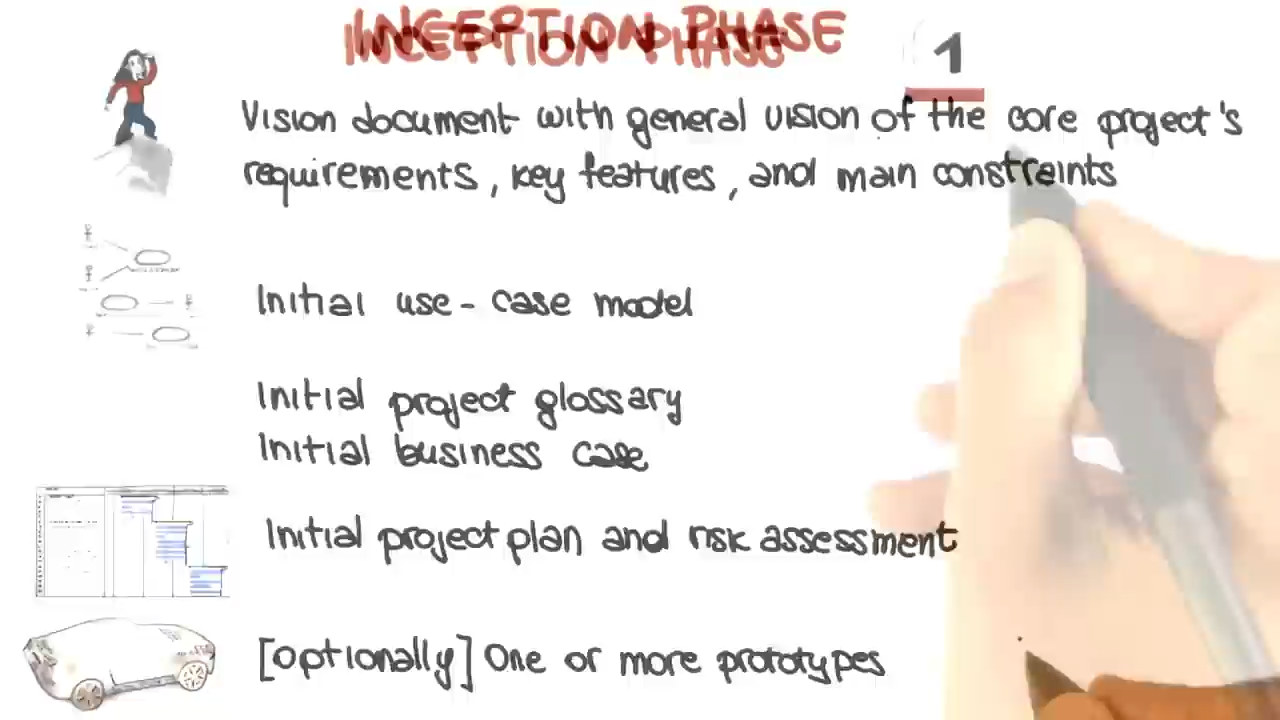 INCEPTION PHASE
1
Vision document with general vision of the core project's
requirements, key features, and main constraints
Initial use-case model
Initial project glossary
Initial business case
Initial project plan and risk assessment
[optionally] One or more prototypes